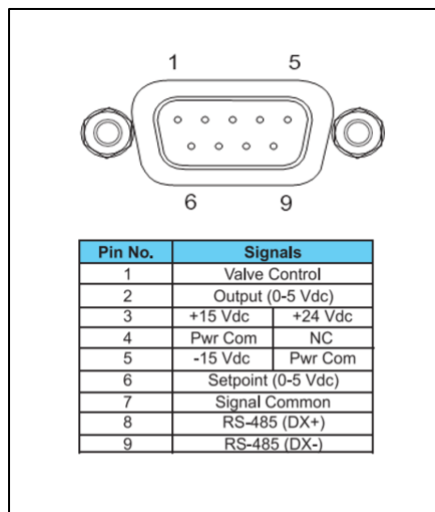 1 5
6 9
Pin No. Signals
1 Valve Control
2 Output (0-5 Vdc)
3 +15 Vdc +24 Vdc
4 Pwr Com NC
5 -15 Vdc Pwr Com
6 Setpoint (0-5 Vdc)
7 Signal Common
8 RS-485 (DX+)
9 RS-485 (DX-)